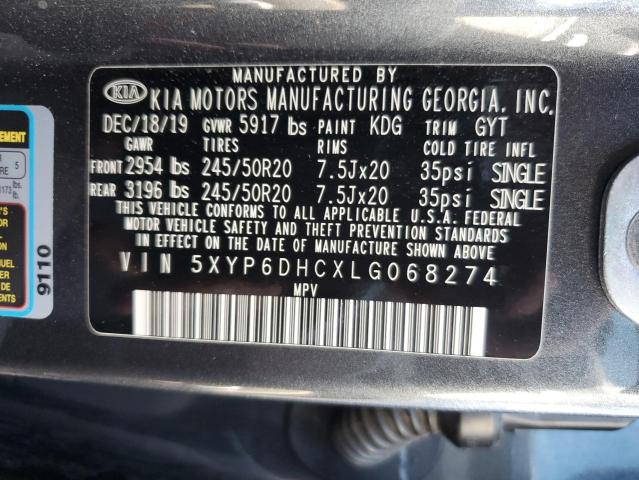 MANUFACTURED BY
KIA KIA MOTORS MANUFACTURING GEORGIA, INC.
DEC/18/19 GVWR 5917 lbs PAINT KDG TRIM GYT
GAWR TIRES RIMS COLD TIRE INFL
FRONT 2954 lbs 245/50R20 7.5Jx20 35psi SINGLE
REAR 3196 lbs 245/50R20 7.5Jx20 35psi SINGLE
THIS VEHICLE CONFORMS TO ALL APPLICABLE U.S.A. FEDERAL
MOTOR VEHICLE SAFETY AND THEFT PREVENTION STANDARDS
IN EFFECT ON THE DATE OF MANUFACTURE SHOWN ABOVE
VIN 5XYP6DHCXLG068274
MPV
9110